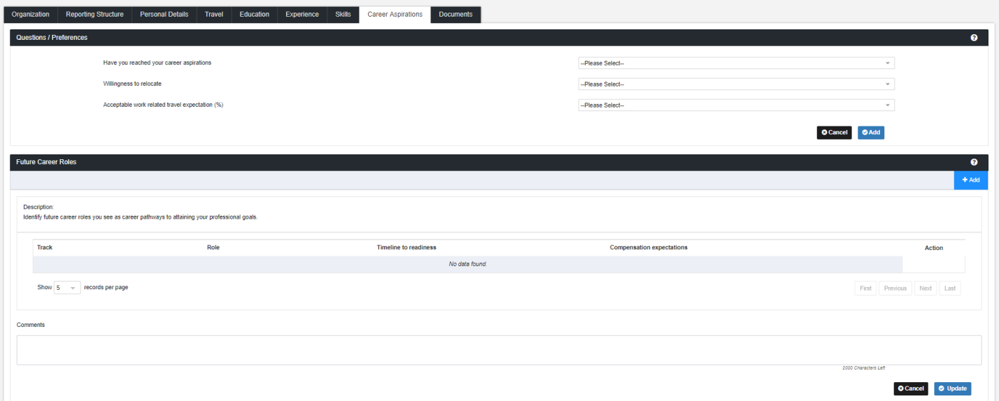 Organization Reporting Structure Personal Details Travel Education Experience Skills Career Aspirations Documents
Questions / Preferences
Have you reached your career aspirations --Please Select--
Willingness to relocate --Please Select--
Acceptable work related travel expectation (%) --Please Select--
Cancel Add
Future Career Roles
+ Add
Description:
Identify future career roles you see as career pathways to attaining your professional goals.
Track Role Timeline to readiness Compensation expectations Action
No data found.
Show 5 records per page First Previous Next Last
Comments
2000 Characters Left
Cancel Update